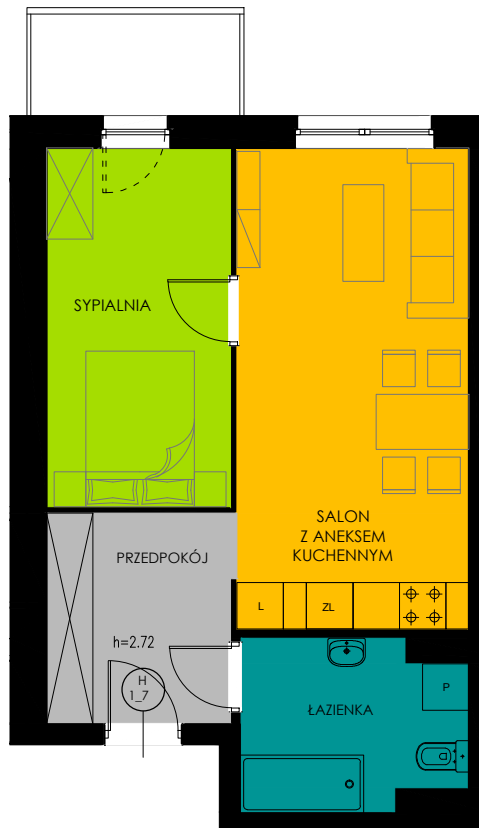 SYPIALNIA
SALON
Z ANEKSEM
KUCHENNYM
PRZEDPOKÓJ
L
ZL
h=2.72
H
1_7
P
ŁAZIENKA